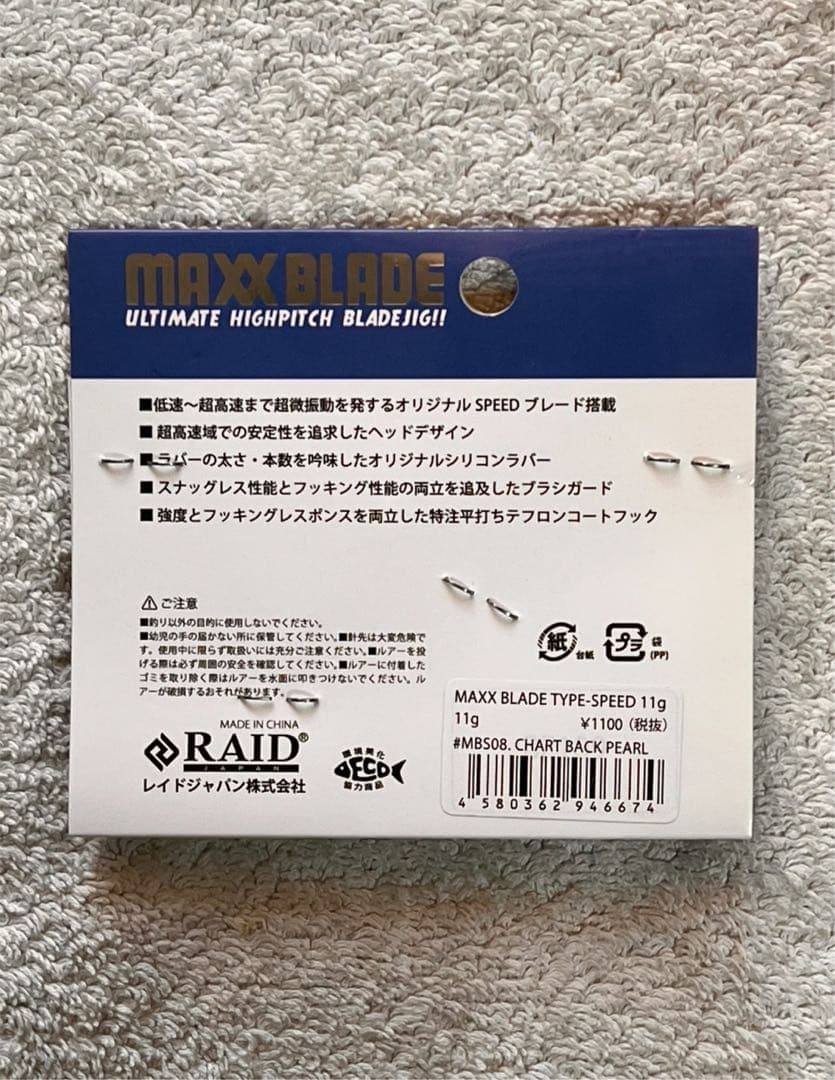 MAXX BLADE
ULTIMATE HIGHPITCH BLADEJIG!!
■低速～超高速まで超微振動を発するオリジナル SPEED ブレード搭載
■超高速域での安定性を追求したヘッドデザイン
■ラバーの太さ・本数を吟味したオリジナルシリコンラバー
■スナッグレス性能とフッキング性能の両立を追及したブラシガード
■強度とフッキングレスポンスを両立した特注平打ちテフロンコートフック
⚠ご注意
■釣り以外の目的に使用しないでください。
■幼児の手の届かない所に保管してください。■針先は大変危険で
す。使用中に限らず取扱いには充分ご注意ください。■ルアーを投
げる際は必ず周囲の安全を確認してください。■ルアーに付着した
ゴミを取り除く際はルアーを水面に叩きつけないでください。ル
アーが破損するおそれがあります。
紙
台紙
プラ
袋
(PP)
MADE IN CHINA
RAID®
JAPAN
レイドジャパン株式会社
環境美化
ECO
協力商品
MAXX BLADE TYPE-SPEED 11g
11g ¥1100（税抜）
#MBS08. CHART BACK PEARL
4 580362 946674